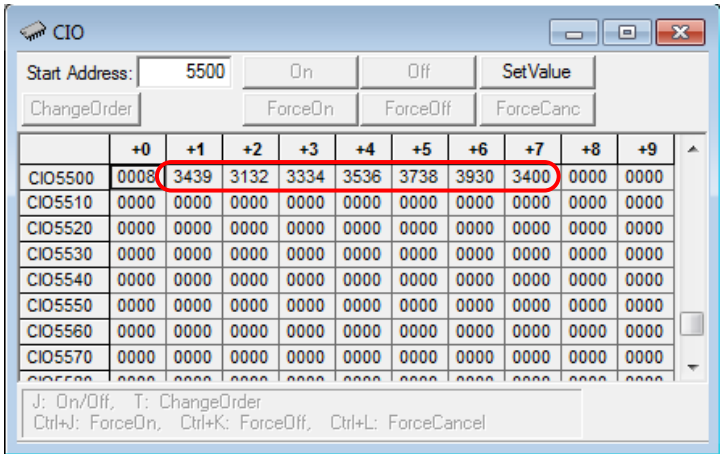 CIO
Start Address: 5500 On Off SetValue
ChangeOrder ForceOn ForceOff ForceCanc
+0 +1 +2 +3 +4 +5 +6 +7 +8 +9
CIO5500 0008 3439 3132 3334 3536 3738 3930 3400 0000 0000
CIO5510 0000 0000 0000 0000 0000 0000 0000 0000 0000 0000
CIO5520 0000 0000 0000 0000 0000 0000 0000 0000 0000 0000
CIO5530 0000 0000 0000 0000 0000 0000 0000 0000 0000 0000
CIO5540 0000 0000 0000 0000 0000 0000 0000 0000 0000 0000
CIO5550 0000 0000 0000 0000 0000 0000 0000 0000 0000 0000
CIO5560 0000 0000 0000 0000 0000 0000 0000 0000 0000 0000
CIO5570 0000 0000 0000 0000 0000 0000 0000 0000 0000 0000
J: On/Off, T: ChangeOrder
Ctrl+J: ForceOn, Ctrl+K: ForceOff, Ctrl+L: ForceCancel